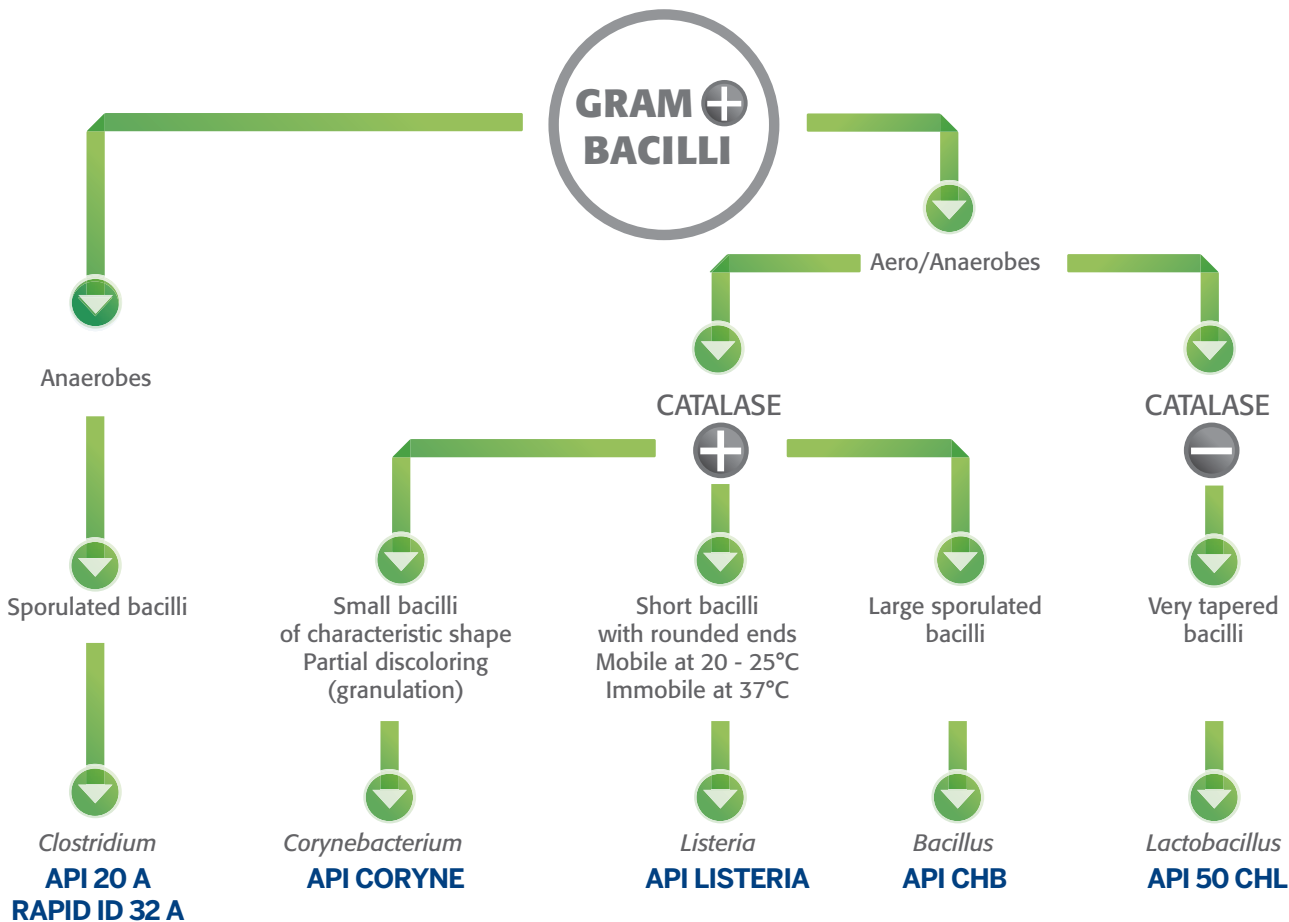 GRAM +
BACILLI
Aero/Anaerobes
Anaerobes
CATALASE
+
CATALASE
−
Sporulated bacilli
Small bacilli
of characteristic shape
Partial discoloring
(granulation)
Short bacilli
with rounded ends
Mobile at 20 - 25°C
Immobile at 37°C
Large sporulated
bacilli
Very tapered
bacilli
Clostridium
API 20 A
RAPID ID 32 A
Corynebacterium
API CORYNE
Listeria
API LISTERIA
Bacillus
API CHB
Lactobacillus
API 50 CHL